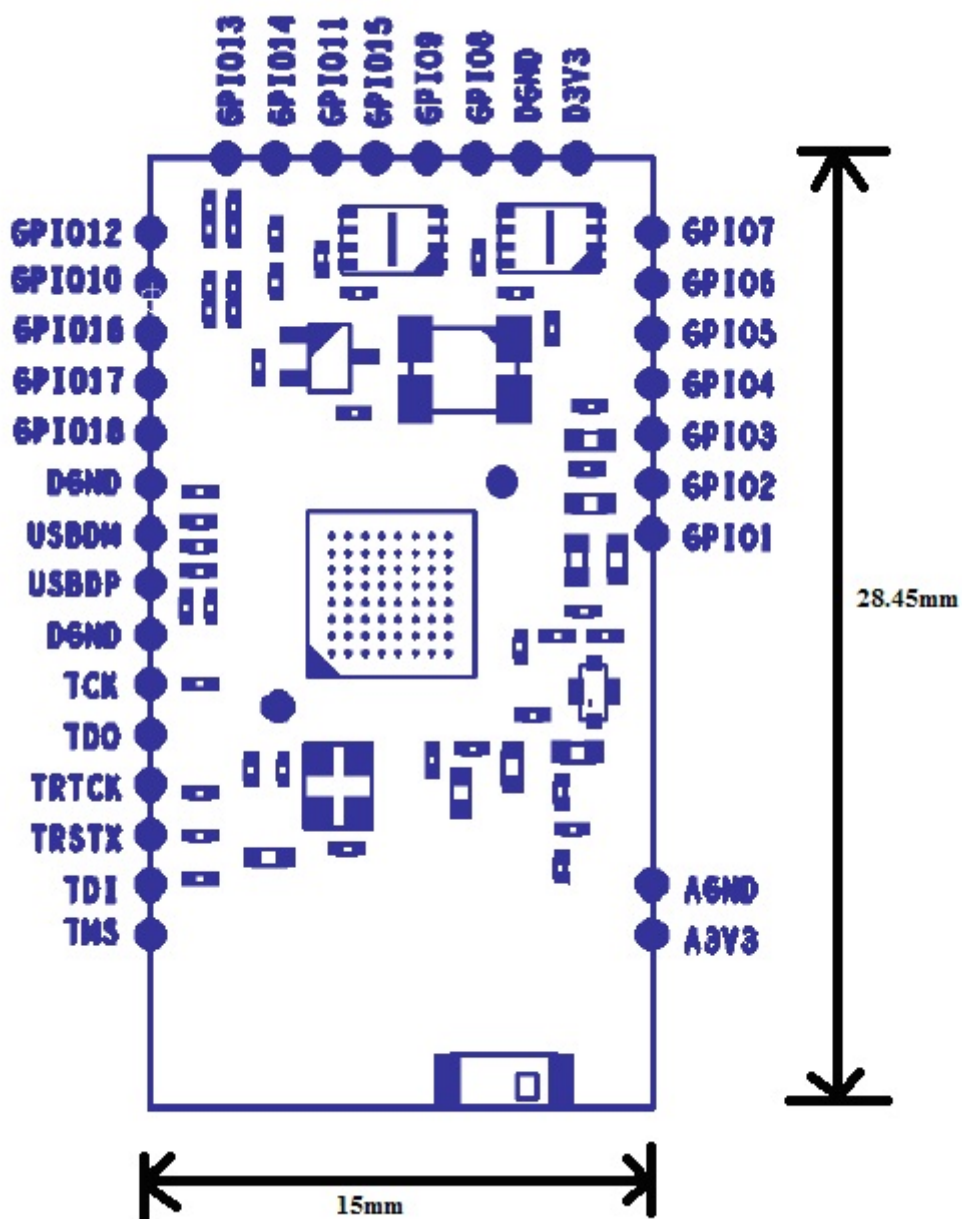 GPIO13
GPIO14
GPIO11
GPIO15
GPIO9
GPIO8
DGND
D3V3
GPIO12
GPIO10
GPIO16
GPIO17
GPIO18
DGND
USBDM
USBDP
DGND
TCK
TDO
TRTCK
TRSTX
TDI
TMS
GPIO7
GPIO6
GPIO5
GPIO4
GPIO3
GPIO2
GPIO1
AGND
A3V3
28.45mm
15mm